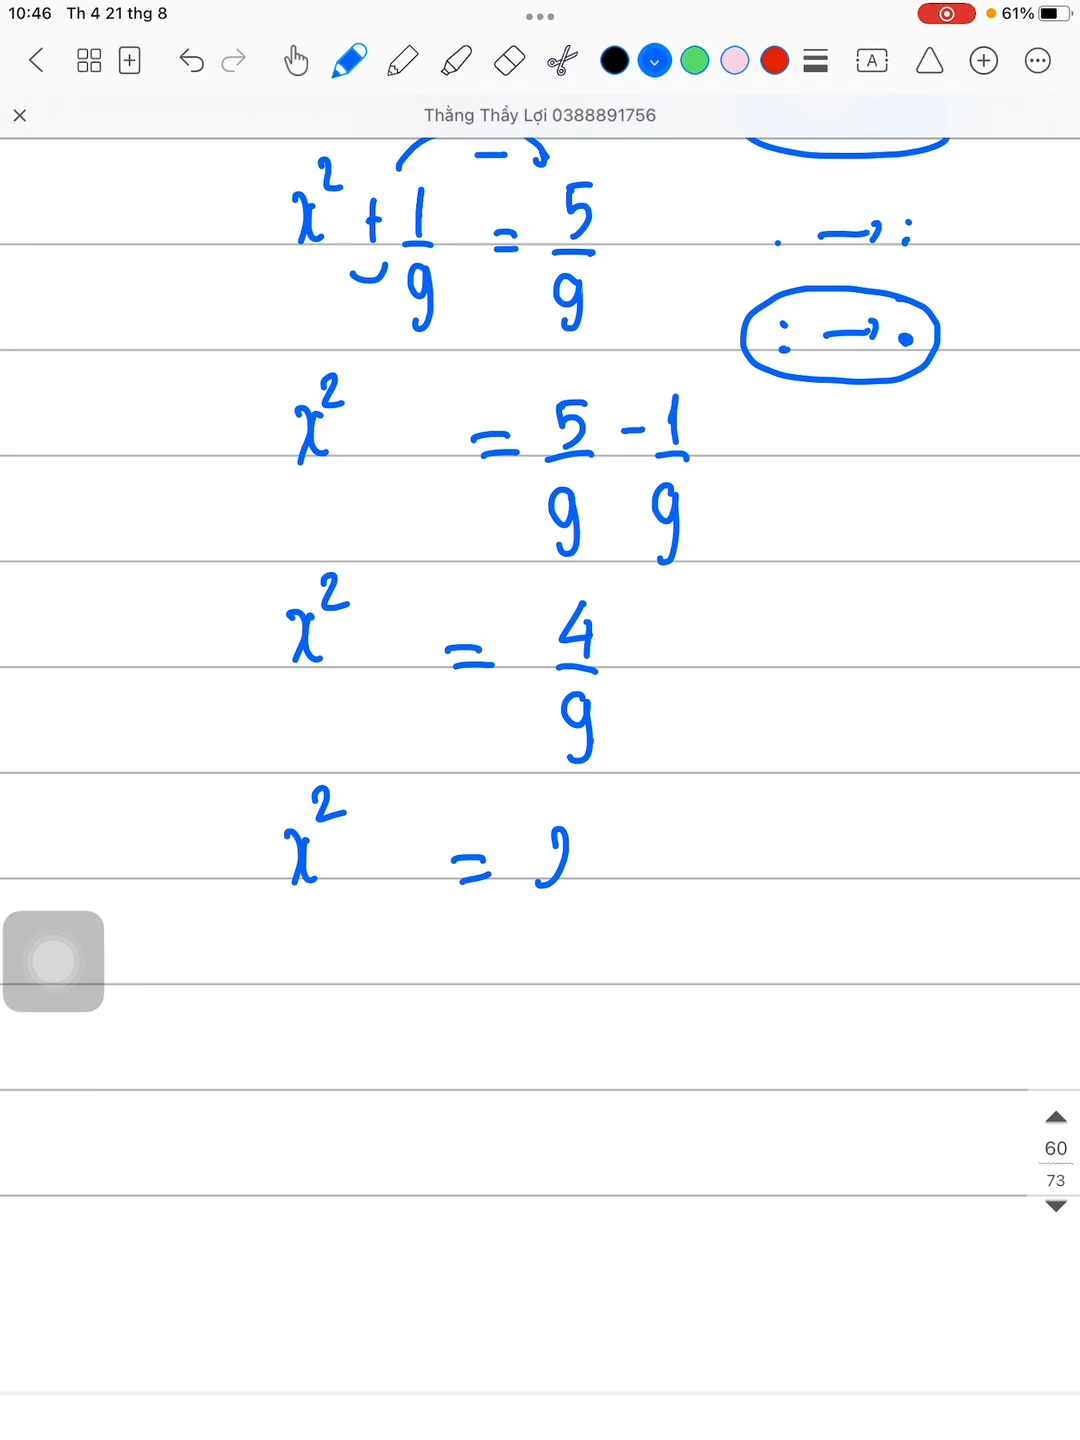 10:46 Th 4 21 thg 8 61%
A
Thằng Thầy Lợi 0388891756
x² + 1/9 = 5/9
. → :
: → .
x² = 5/9 - 1/9
x² = 4/9
x² =
60
73